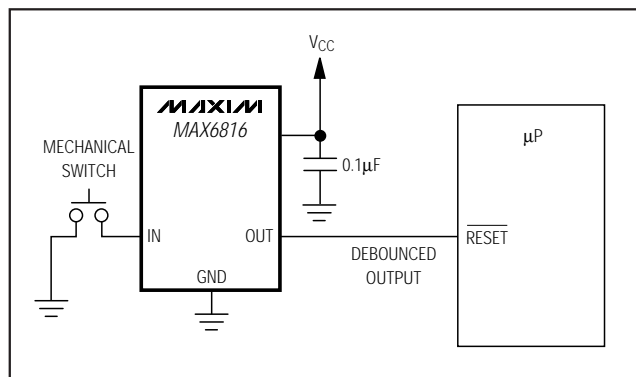 VCC
MAXIM
MAX6816
MECHANICAL
SWITCH
0.1µF
µP
IN
OUT
RESET
DEBOUNCED
OUTPUT
GND